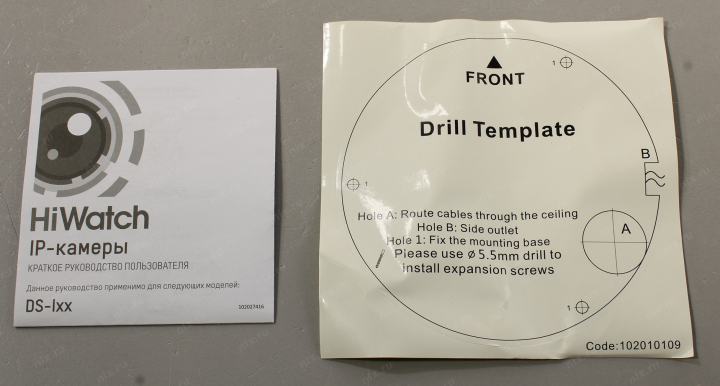 HiWatch
IP-камеры
КРАТКОЕ РУКОВОДСТВО ПОЛЬЗОВАТЕЛЯ
Данное руководство применимо для следующих моделей:
DS-Ixx
102027416
FRONT
1
Drill Template
B
1
Hole A: Route cables through the ceiling
Hole B: Side outlet
Hole 1: Fix the mounting base
Please use ø 5.5mm drill to
install expansion screws
A
1
Code:102010109